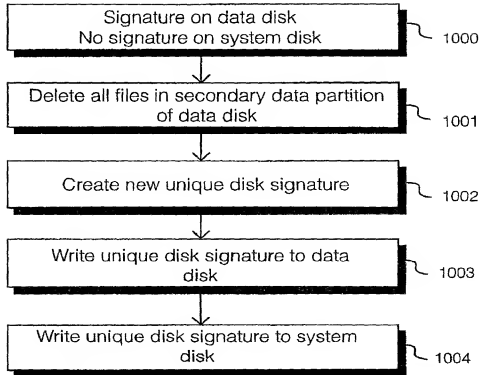 Signature on data disk
No signature on system disk
1000
Delete all files in secondary data partition
of data disk
1001
Create new unique disk signature
1002
Write unique disk signature to data
disk
1003
Write unique disk signature to system
disk
1004